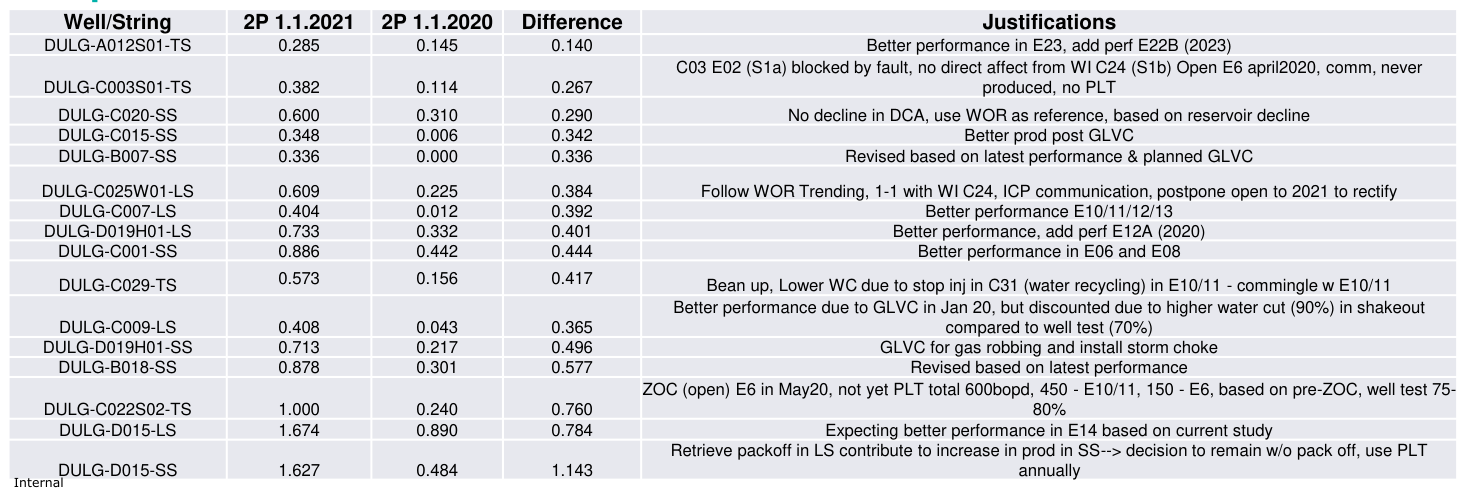 Well/String 2P 1.1.2021 2P 1.1.2020 Difference Justifications
DULG-A012S01-TS 0.285 0.145 0.140 Better performance in E23, add perf E22B (2023)
C03 E02 (S1a) blocked by fault, no direct affect from WI C24 (S1b) Open E6 april2020, comm, never
DULG-C003S01-TS 0.382 0.114 0.267 produced, no PLT
DULG-C020-SS 0.600 0.310 0.290 No decline in DCA, use WOR as reference, based on reservoir decline
DULG-C015-SS 0.348 0.006 0.342 Better prod post GLVC
DULG-B007-SS 0.336 0.000 0.336 Revised based on latest performance & planned GLVC
DULG-C025W01-LS 0.609 0.225 0.384 Follow WOR Trending, 1-1 with WI C24, ICP communication, postpone open to 2021 to rectify
DULG-C007-LS 0.404 0.012 0.392 Better performance E10/11/12/13
DULG-D019H01-LS 0.733 0.332 0.401 Better performance, add perf E12A (2020)
DULG-C001-SS 0.886 0.442 0.444 Better performance in E06 and E08
DULG-C029-TS 0.573 0.156 0.417 Bean up, Lower WC due to stop inj in C31 (water recycling) in E10/11 - commingle w E10/11
Better performance due to GLVC in Jan 20, but discounted due to higher water cut (90%) in shakeout
DULG-C009-LS 0.408 0.043 0.365 compared to well test (70%)
DULG-D019H01-SS 0.713 0.217 0.496 GLVC for gas robbing and install storm choke
DULG-B018-SS 0.878 0.301 0.577 Revised based on latest performance
ZOC (open) E6 in May20, not yet PLT total 600bopd, 450 - E10/11, 150 - E6, based on pre-ZOC, well test 75-
DULG-C022S02-TS 1.000 0.240 0.760 80%
DULG-D015-LS 1.674 0.890 0.784 Expecting better performance in E14 based on current study
Retrieve packoff in LS contribute to increase in prod in SS--> decision to remain w/o pack off, use PLT
DULG-D015-SS 1.627 0.484 1.143 annually
Internal